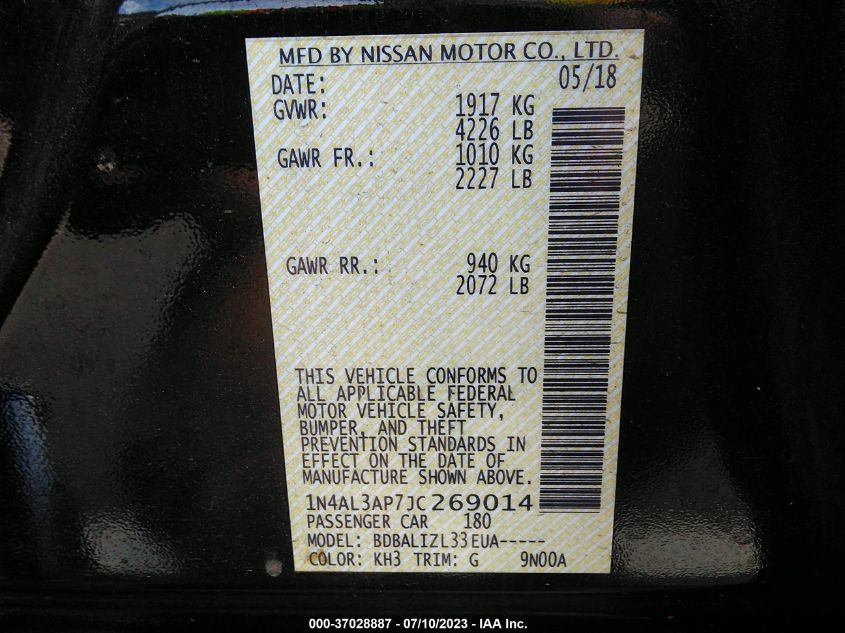 MFD BY NISSAN MOTOR CO., LTD.
DATE: 05/18
GVWR: 1917 KG
4226 LB
GAWR FR.: 1010 KG
2227 LB
GAWR RR.: 940 KG
2072 LB
THIS VEHICLE CONFORMS TO
ALL APPLICABLE FEDERAL
MOTOR VEHICLE SAFETY,
BUMPER, AND THEFT
PREVENTION STANDARDS IN
EFFECT ON THE DATE OF
MANUFACTURE SHOWN ABOVE.
1N4AL3AP7JC269014
PASSENGER CAR 180
MODEL: BDBALIZL33EUA-----
COLOR: KH3 TRIM: G 9N00A
000-37028887 - 07/10/2023 - IAA Inc.